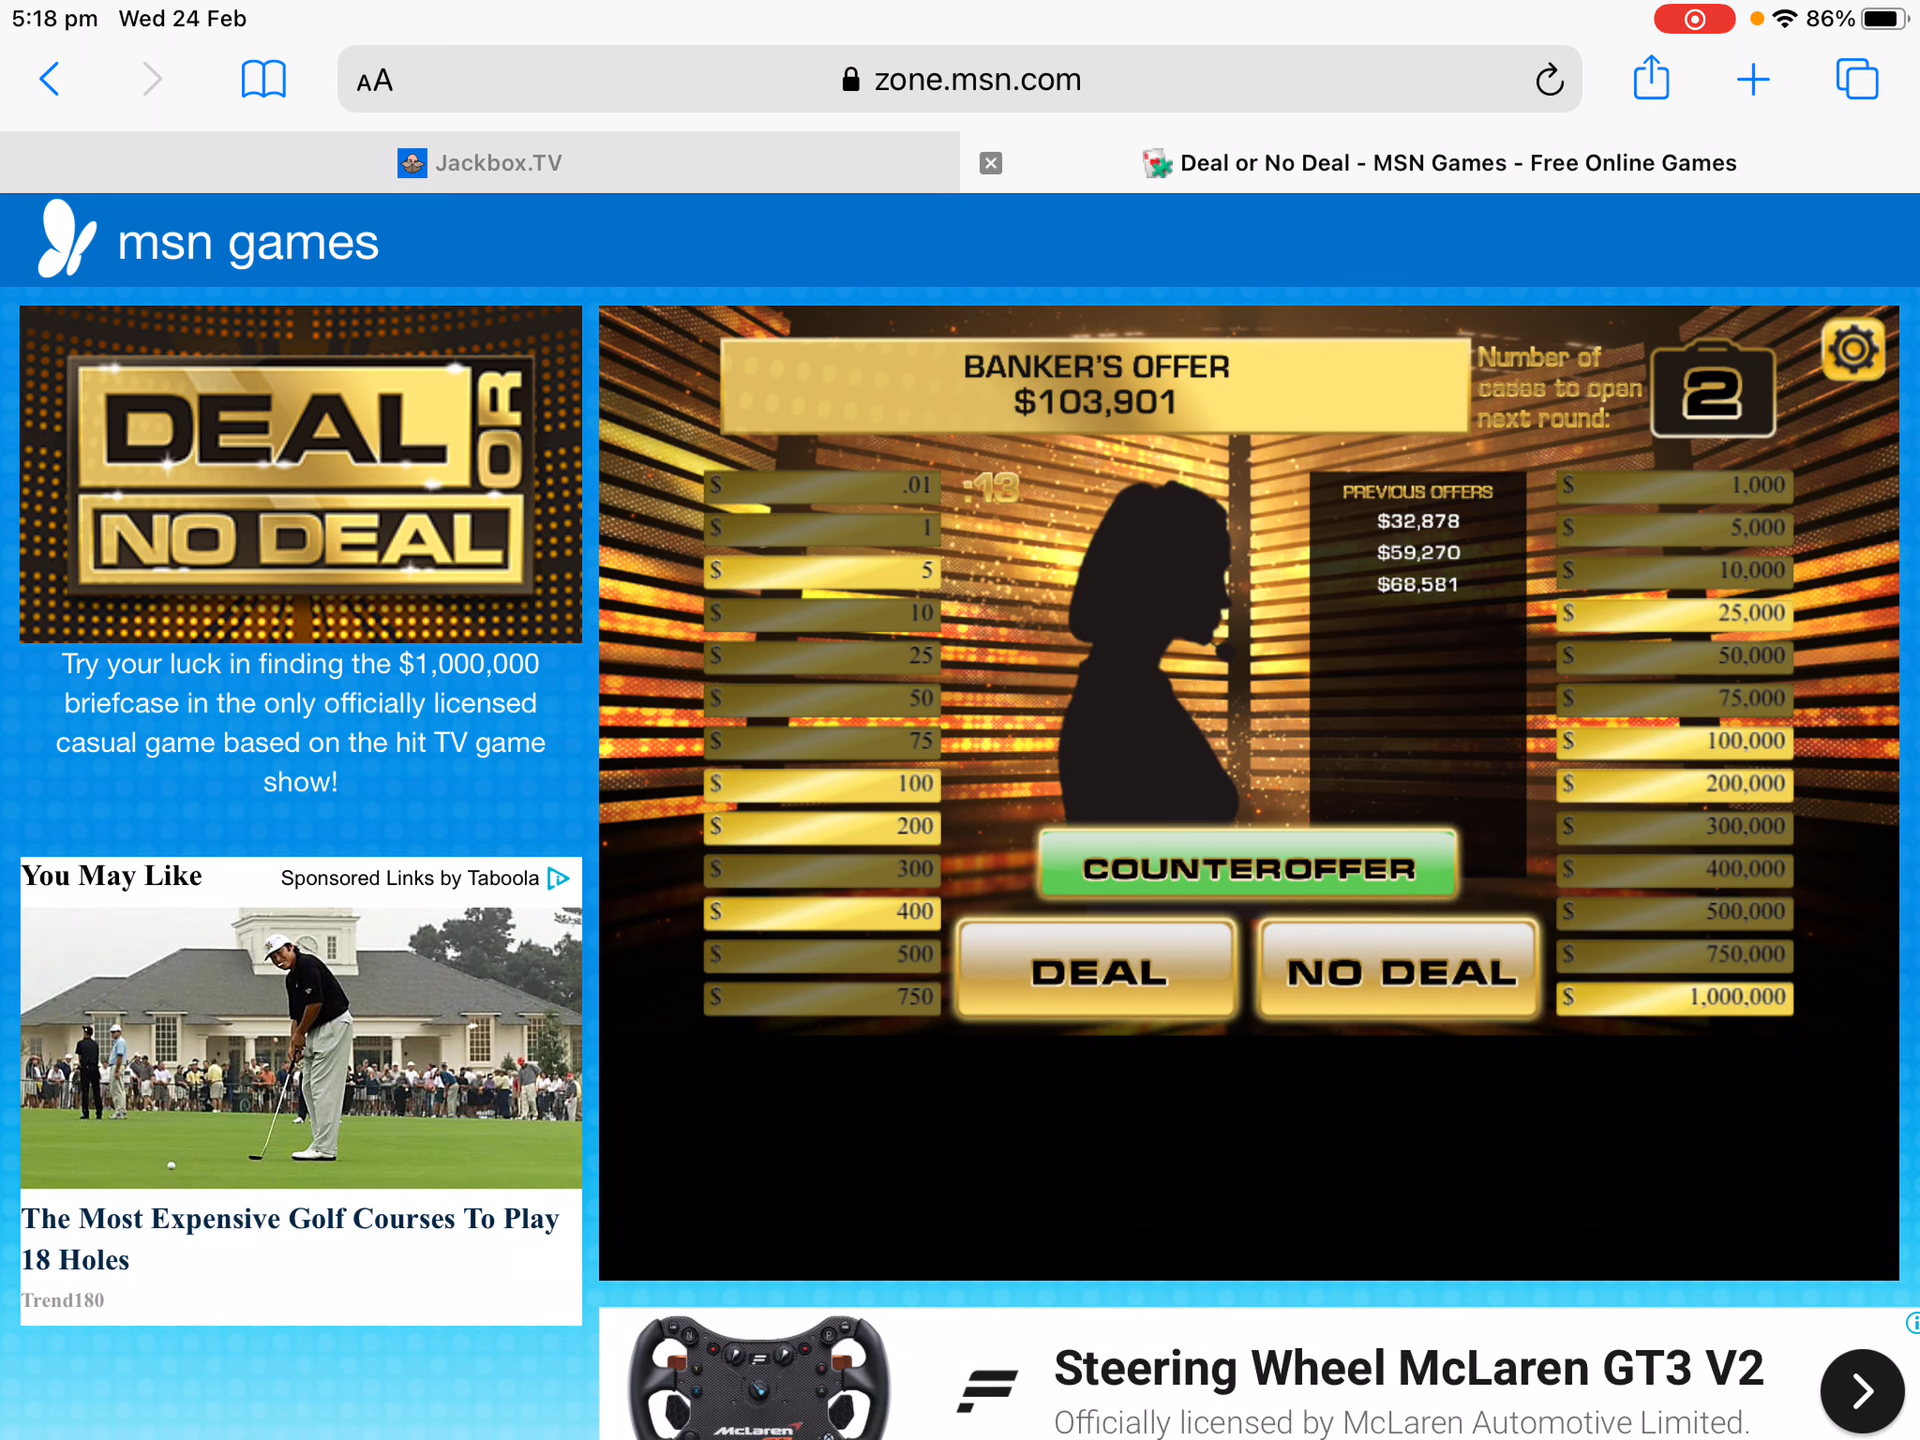 5:18 pm Wed 24 Feb
86%
AA
zone.msn.com
Jackbox.TV
Deal or No Deal - MSN Games - Free Online Games
msn games
DEAL OR
NO DEAL
Try your luck in finding the $1,000,000
briefcase in the only officially licensed
casual game based on the hit TV game
show!
You May Like
Sponsored Links by Taboola
The Most Expensive Golf Courses To Play
18 Holes
Trend180
BANKER'S OFFER
$103,901
Number of
cases to open
next round:
2
$ .01
$ 1
$ 5
$ 10
$ 25
$ 50
$ 75
$ 100
$ 200
$ 300
$ 400
$ 500
$ 750
:13
PREVIOUS OFFERS
$32,878
$59,270
$68,581
COUNTEROFFER
DEAL
NO DEAL
$ 1,000
$ 5,000
$ 10,000
$ 25,000
$ 50,000
$ 75,000
$ 100,000
$ 200,000
$ 300,000
$ 400,000
$ 500,000
$ 750,000
$ 1,000,000
McLaren
Steering Wheel McLaren GT3 V2
Officially licensed by McLaren Automotive Limited.